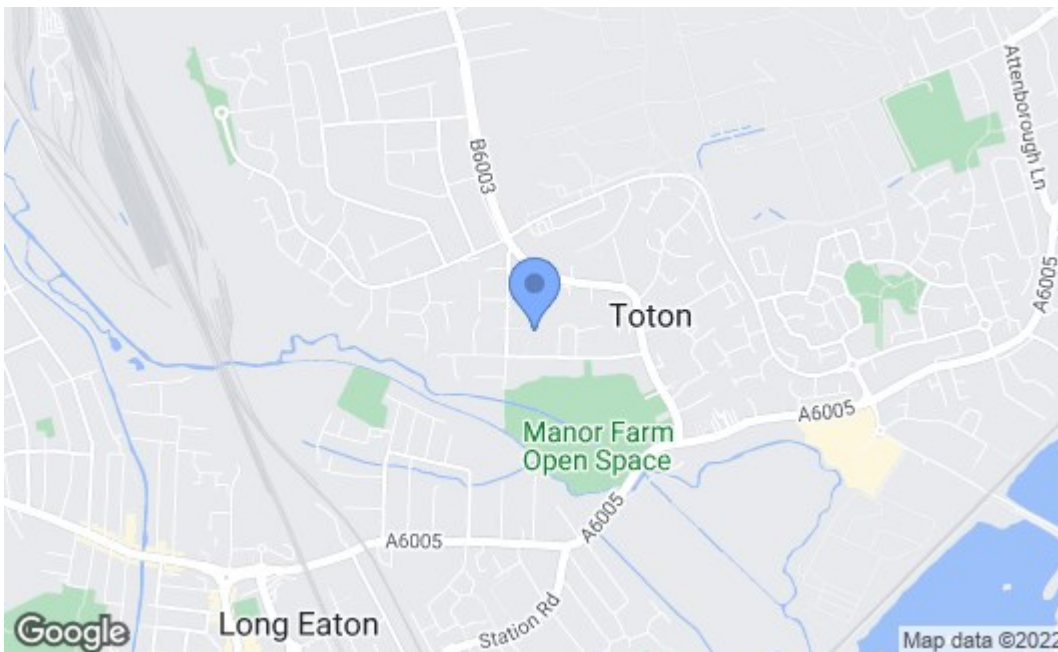 Attenborough Ln
B6003
A6005
Toton
A6005
Manor Farm
Open Space
A6005
A6005
Station Rd
Long Eaton
Google
Map data ©2022